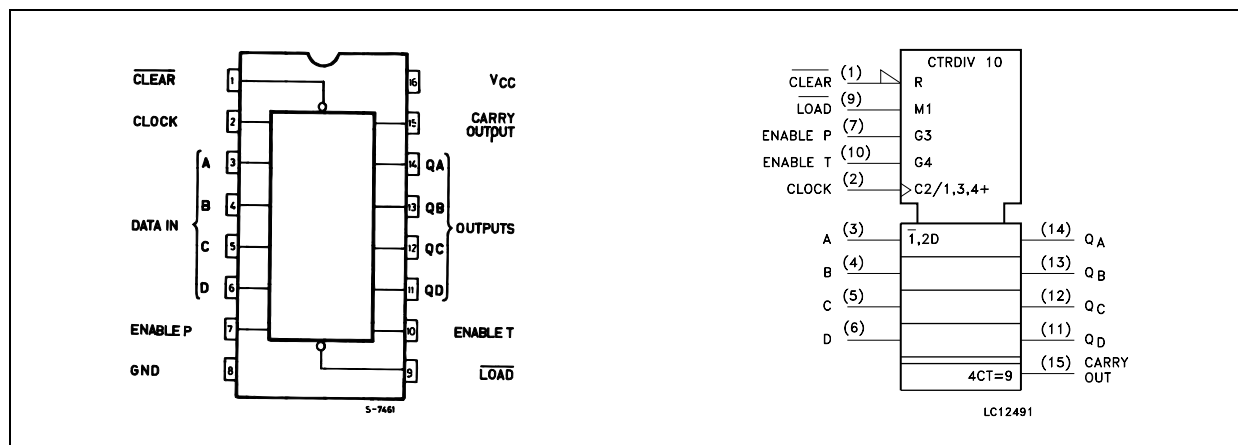 CLEAR 1 16 VCC
CLOCK 2 15 CARRY OUTPUT
A 3 14 QA
B 4 13 QB
DATA IN OUTPUTS
C 5 12 QC
D 6 11 QD
ENABLE P 7 10 ENABLE T
GND 8 9 LOAD
S-7461
CTRDIV 10
CLEAR (1) R
LOAD (9) M1
ENABLE P (7) G3
ENABLE T (10) G4
CLOCK (2) C2/1,3,4+
A (3) 1,2D (14) QA
B (4) (13) QB
C (5) (12) QC
D (6) (11) QD
4CT=9 (15) CARRY OUT
LC12491